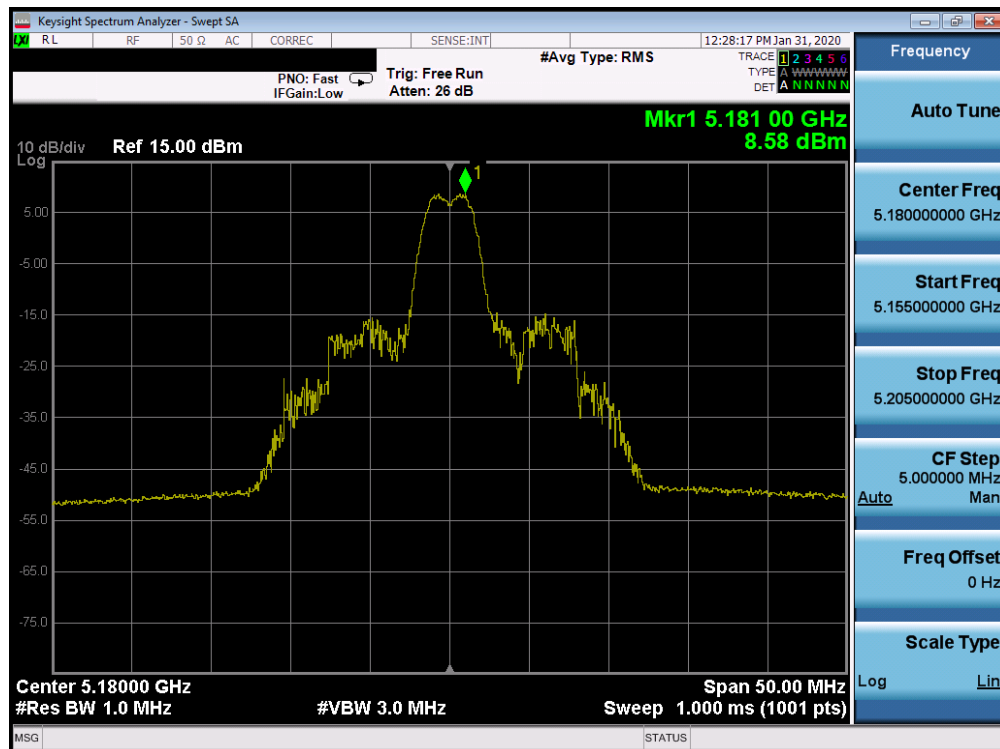 Keysight Spectrum Analyzer - Swept SA
LXI RL RF 50 Ω AC CORREC SENSE:INT 12:28:17 PM Jan 31, 2020
PNO: Fast
IFGain:Low
Trig: Free Run
Atten: 26 dB
#Avg Type: RMS
TRACE 1 2 3 4 5 6
TYPE A WWWWW
DET A N N N N N
Mkr1 5.181 00 GHz
8.58 dBm
10 dB/div Ref 15.00 dBm
Log
1
5.00
-5.00
-15.0
-25.0
-35.0
-45.0
-55.0
-65.0
-75.0
Center 5.18000 GHz Span 50.00 MHz
#Res BW 1.0 MHz #VBW 3.0 MHz Sweep 1.000 ms (1001 pts)
MSG STATUS
Frequency
Auto Tune
Center Freq
5.180000000 GHz
Start Freq
5.155000000 GHz
Stop Freq
5.205000000 GHz
CF Step
5.000000 MHz
Auto Man
Freq Offset
0 Hz
Scale Type
Log Lin